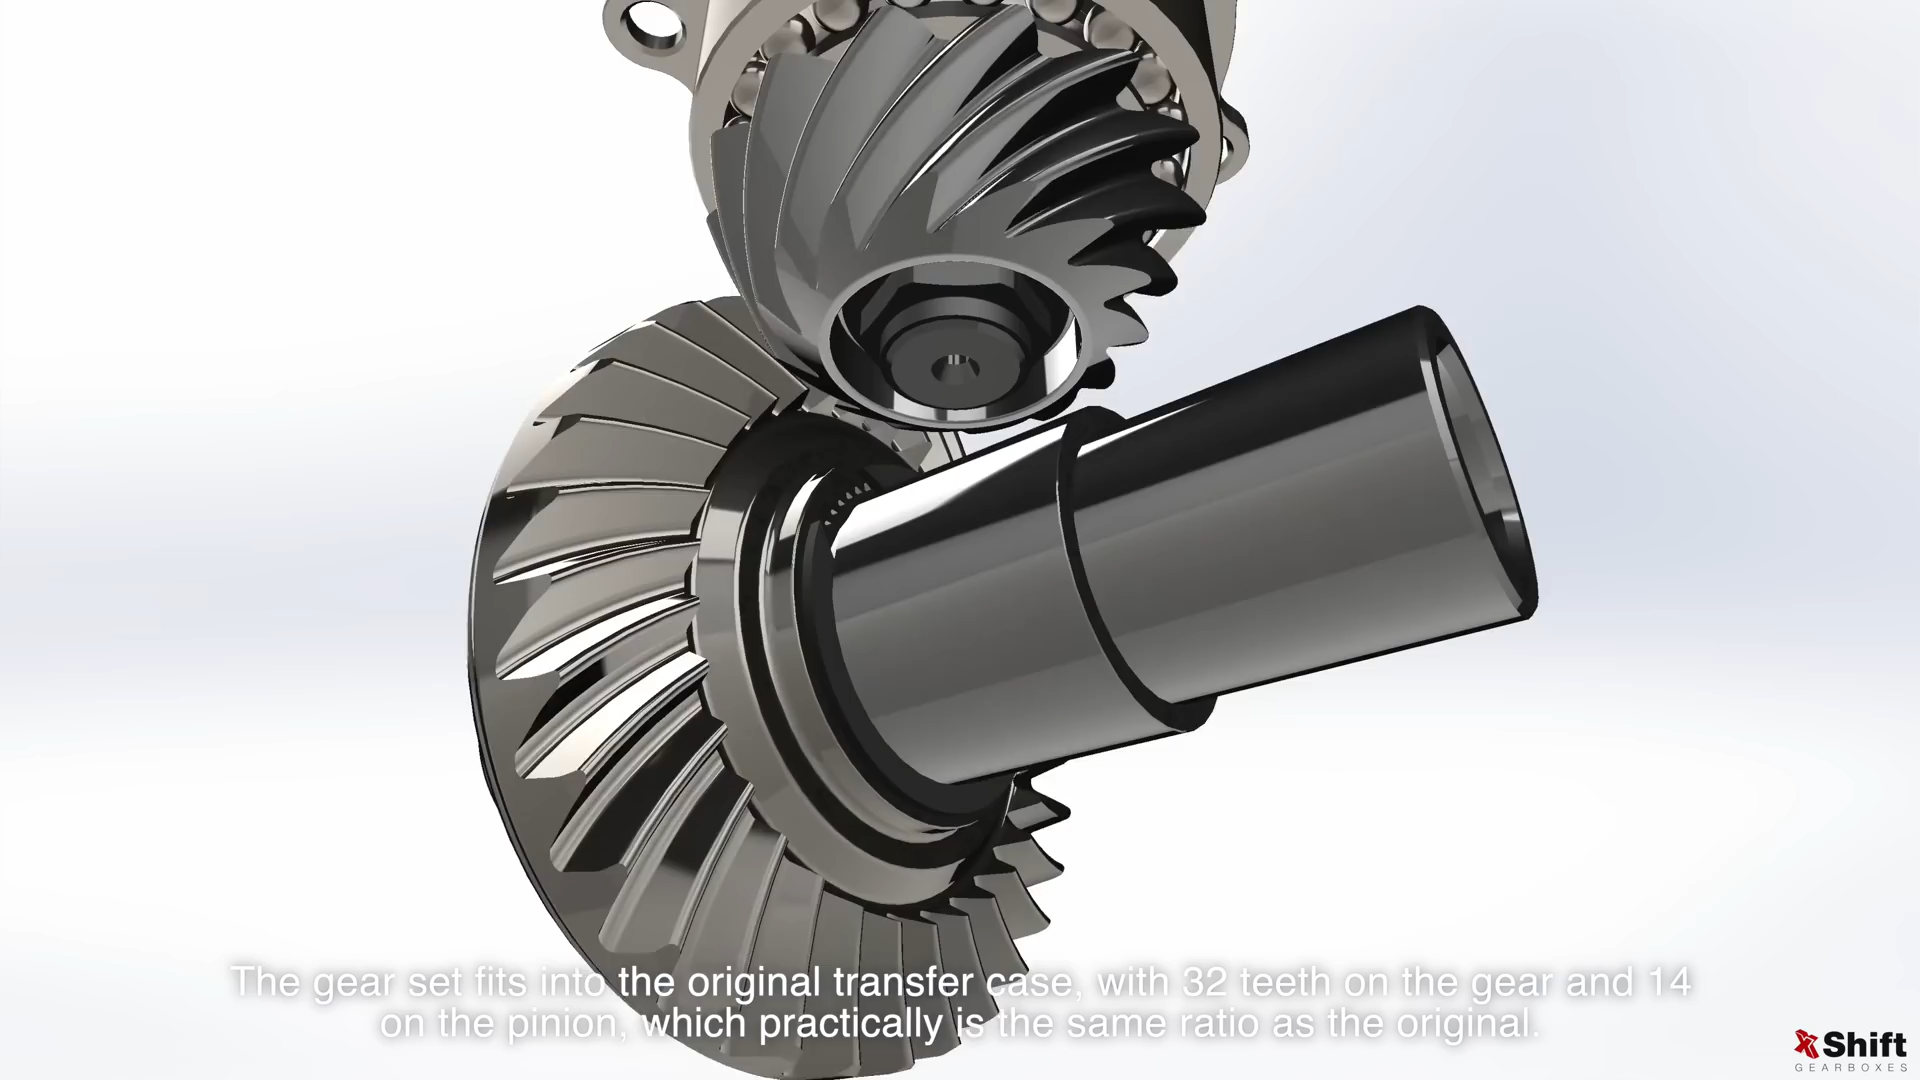 The gear set fits into the original transfer case, with 32 teeth on the gear and 14
on the pinion, which practically is the same ratio as the original.
Shift
GEARBOXES